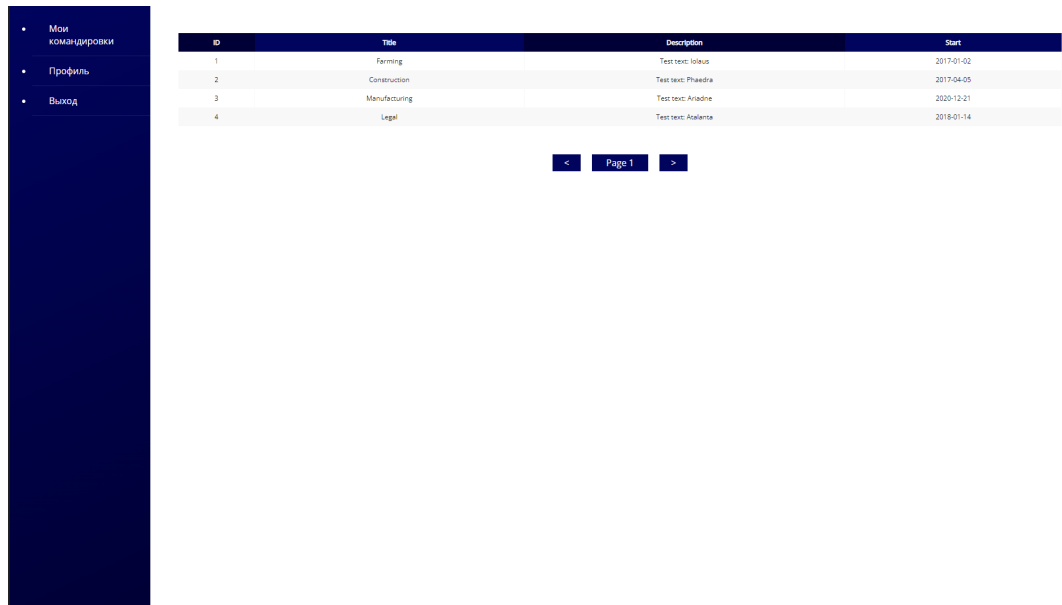 Мои
командировки
Профиль
Выход
ID Title Description Start
1 Farming Test text: Iolaus 2017-01-02
2 Construction Test text: Phaedra 2017-04-05
3 Manufacturing Test text: Ariadne 2020-12-21
4 Legal Test text: Atalanta 2018-01-14
< Page 1 >